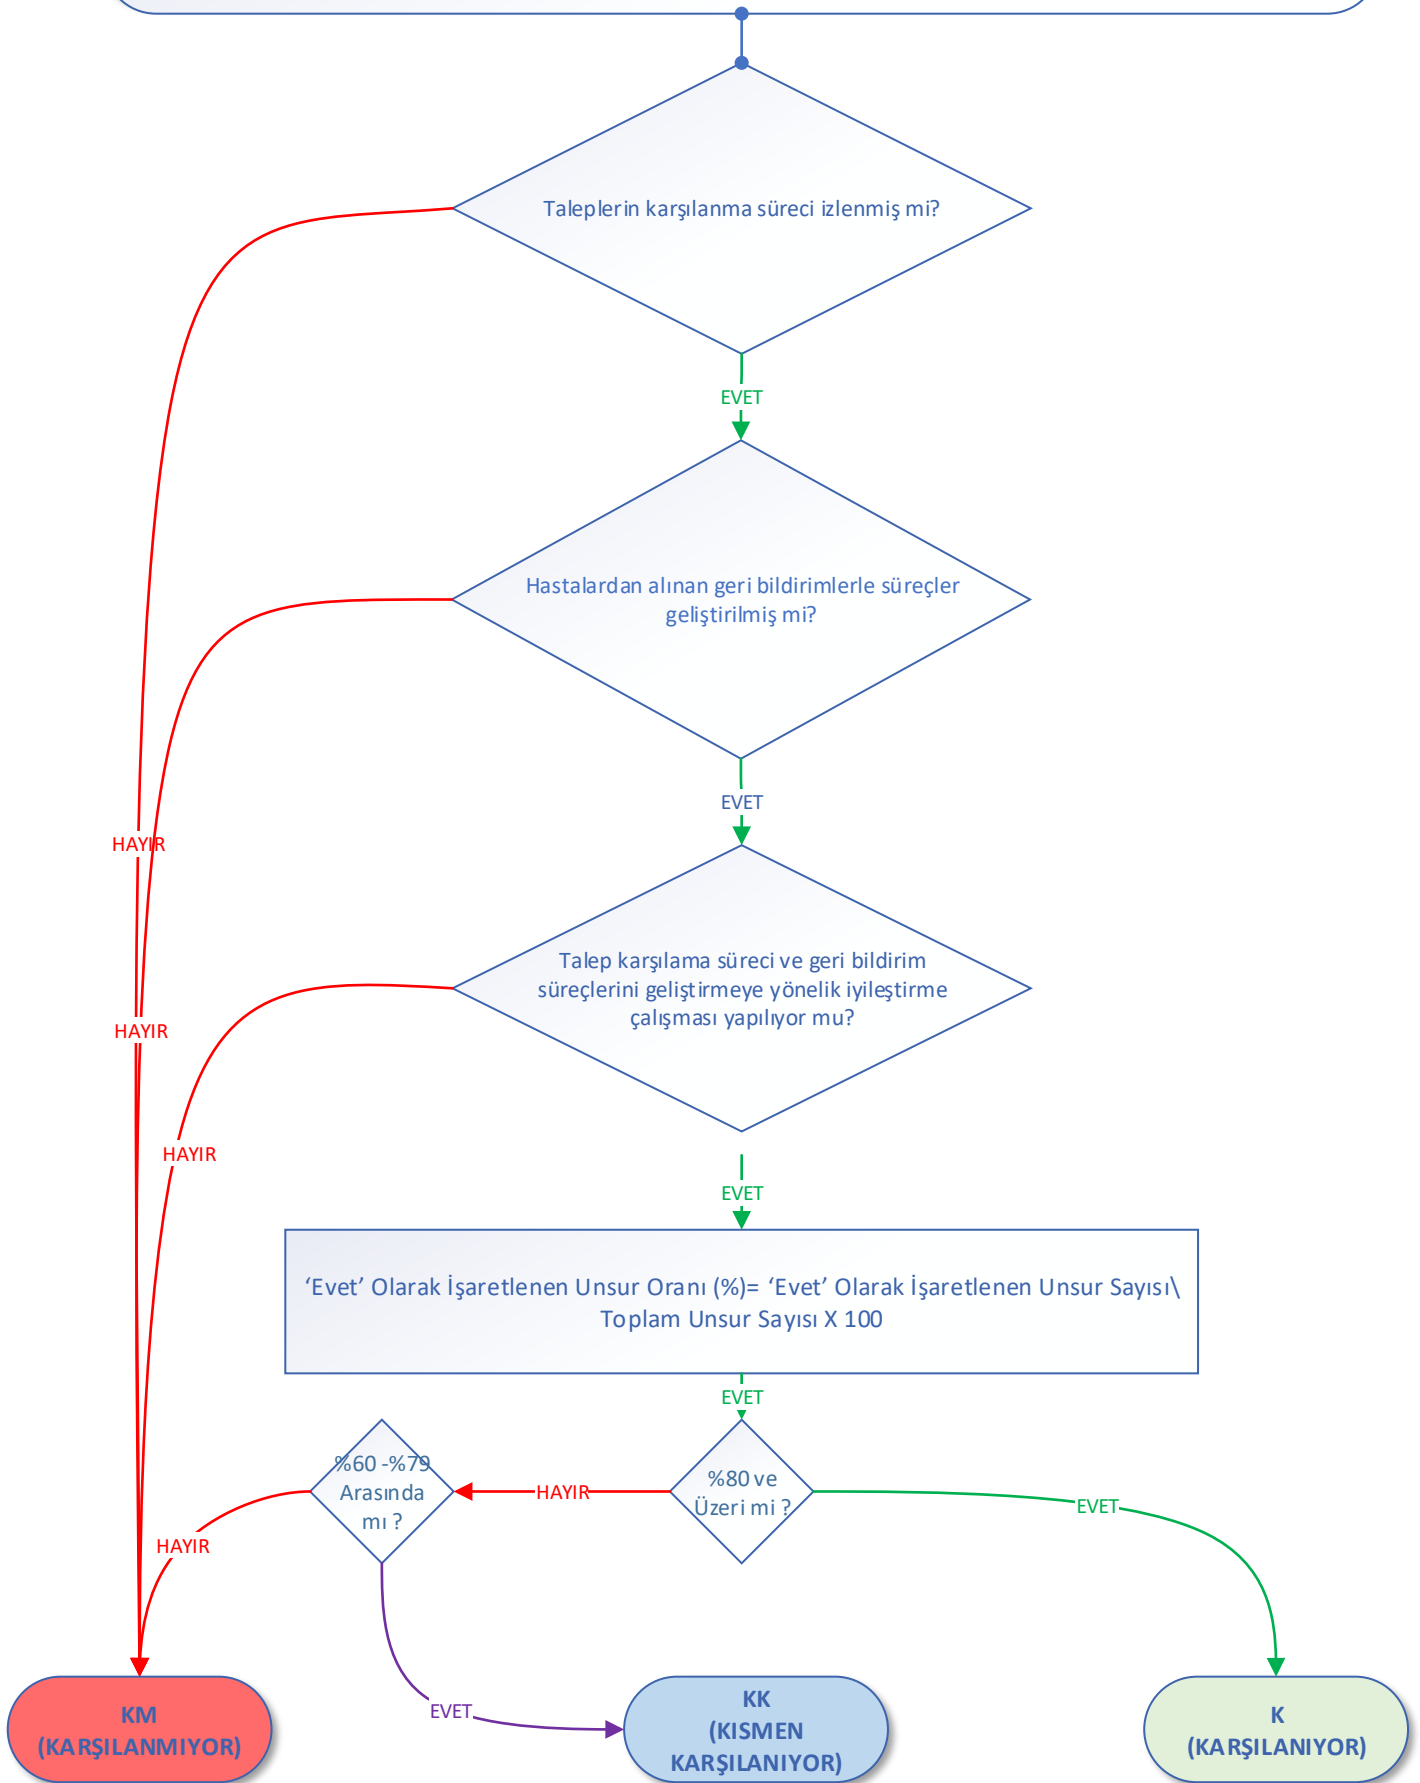 Taleplerin karşılanma süreci izlenmiş mi?
EVET
Hastalardan alınan geri bildirimlerle süreçler
geliştirilmiş mi?
EVET
HAYIR
Talep karşılama süreci ve geri bildirim
süreçlerini geliştirmeye yönelik iyileştirme
çalışması yapılıyor mu?
HAYIR
HAYIR
EVET
‘Evet’ Olarak İşaretlenen Unsur Oranı (%)= ‘Evet’ Olarak İşaretlenen Unsur Sayısı\
Toplam Unsur Sayısı X 100
EVET
%60 -%79
Arasında
mı ?
HAYIR
%80 ve
Üzeri mi ?
EVET
HAYIR
EVET
KM
(KARŞILANMIYOR)
KK
(KISMEN
KARŞILANIYOR)
K
(KARŞILANIYOR)